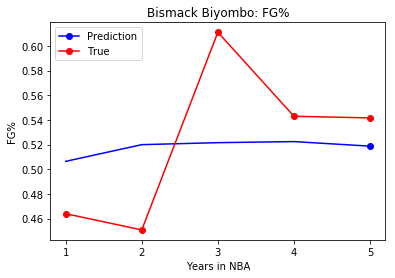 Bismack Biyombo: FG%
Prediction
True
0.60
0.58
0.56
0.54
0.52
0.50
0.48
0.46
FG%
1 2 3 4 5
Years in NBA